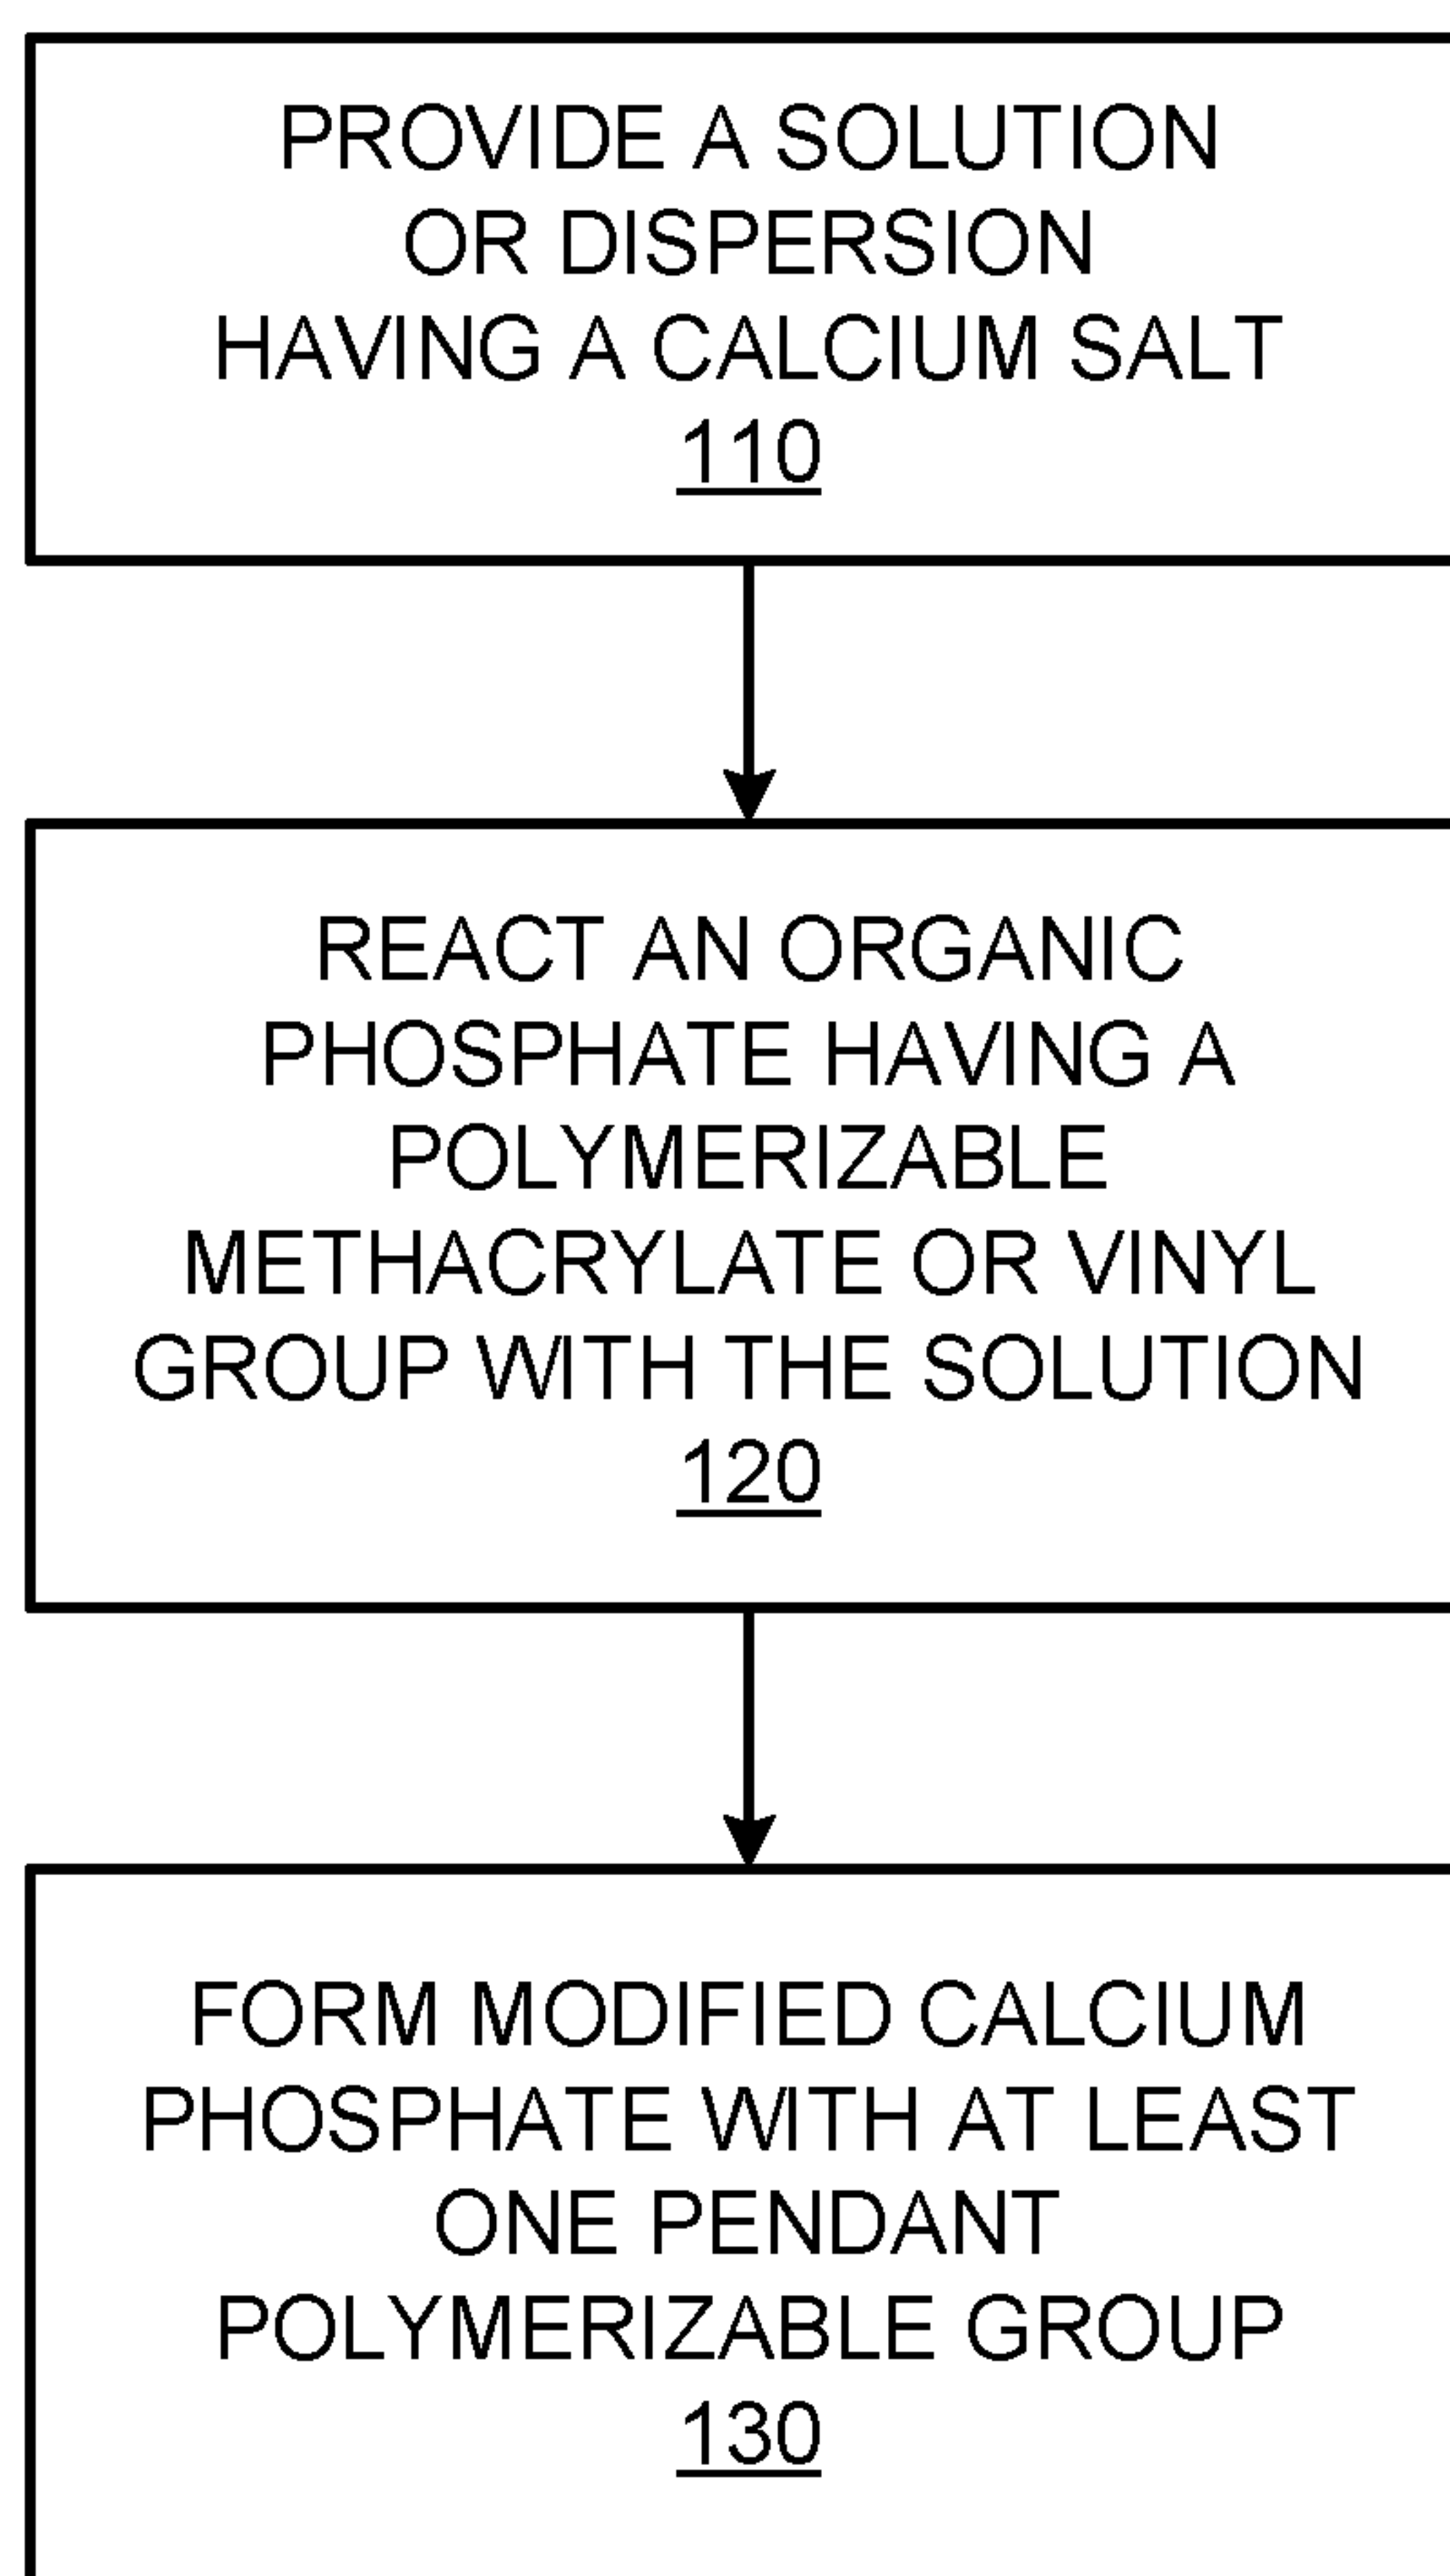 PROVIDE A SOLUTION
OR DISPERSION
HAVING A CALCIUM SALT
110
REACT AN ORGANIC
PHOSPHATE HAVING A
POLYMERIZABLE
METHACRYLATE OR VINYL
GROUP WITH THE SOLUTION
120
FORM MODIFIED CALCIUM
PHOSPHATE WITH AT LEAST
ONE PENDANT
POLYMERIZABLE GROUP
130